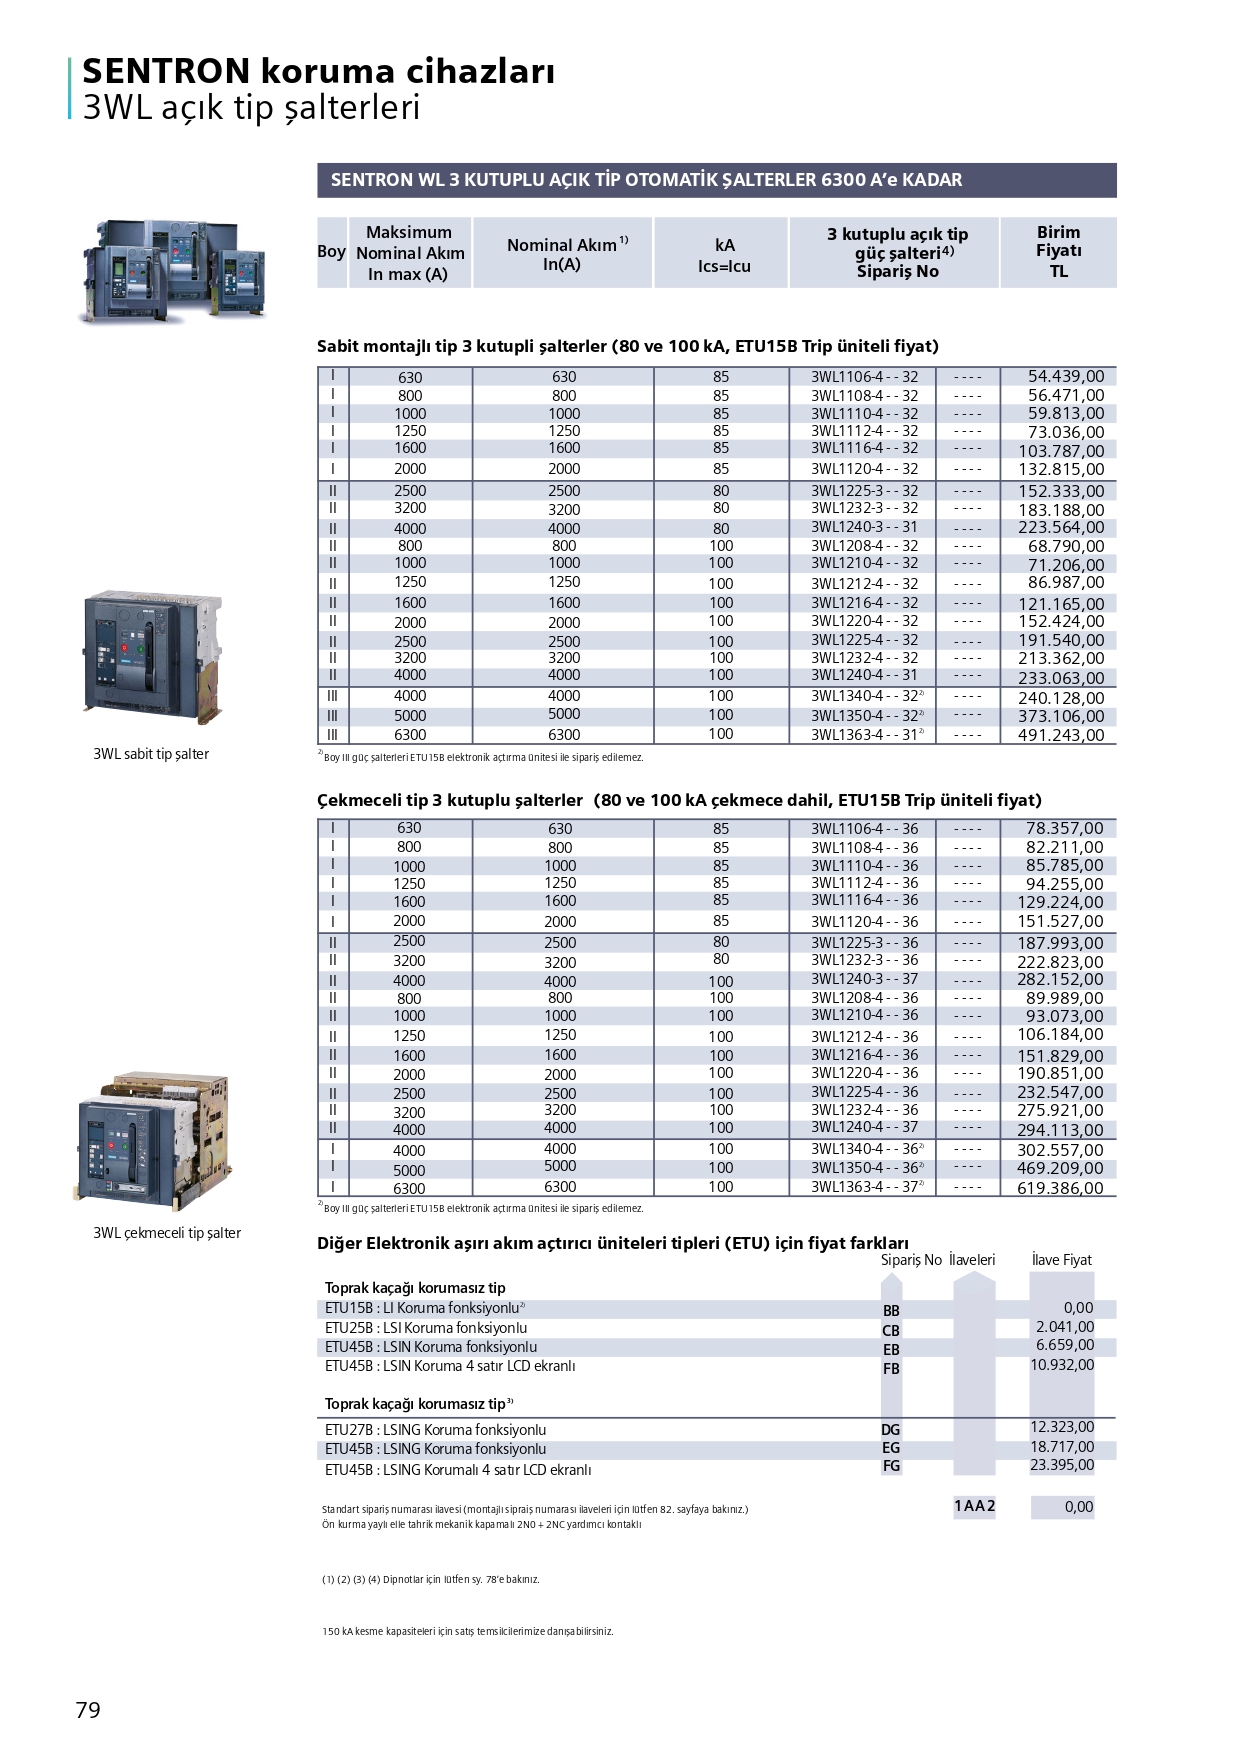 SENTRON koruma cihazları
3WL açık tip şalterleri
SENTRON WL 3 KUTUPLU AÇIK TİP OTOMATİK ŞALTERLER 6300 A’e KADAR
Boy Maksimum Nominal Akım In max (A) Nominal Akım 1) In(A) kA Ics=Icu 3 kutuplu açık tip güç şalteri4) Sipariş No Birim Fiyatı TL
Sabit montajlı tip 3 kutupli şalterler (80 ve 100 kA, ETU15B Trip üniteli fiyat)
I 630 630 85 3WL1106-4 - - 32 - - - - 54.439,00
I 800 800 85 3WL1108-4 - - 32 - - - - 56.471,00
I 1000 1000 85 3WL1110-4 - - 32 - - - - 59.813,00
I 1250 1250 85 3WL1112-4 - - 32 - - - - 73.036,00
I 1600 1600 85 3WL1116-4 - - 32 - - - - 103.787,00
I 2000 2000 85 3WL1120-4 - - 32 - - - - 132.815,00
II 2500 2500 80 3WL1225-3 - - 32 - - - - 152.333,00
II 3200 3200 80 3WL1232-3 - - 32 - - - - 183.188,00
II 4000 4000 80 3WL1240-3 - - 31 - - - - 223.564,00
II 800 800 100 3WL1208-4 - - 32 - - - - 68.790,00
II 1000 1000 100 3WL1210-4 - - 32 - - - - 71.206,00
II 1250 1250 100 3WL1212-4 - - 32 - - - - 86.987,00
II 1600 1600 100 3WL1216-4 - - 32 - - - - 121.165,00
II 2000 2000 100 3WL1220-4 - - 32 - - - - 152.424,00
II 2500 2500 100 3WL1225-4 - - 32 - - - - 191.540,00
II 3200 3200 100 3WL1232-4 - - 32 - - - - 213.362,00
II 4000 4000 100 3WL1240-4 - - 31 - - - - 233.063,00
III 4000 4000 100 3WL1340-4 - - 32 2) - - - - 240.128,00
III 5000 5000 100 3WL1350-4 - - 32 2) - - - - 373.106,00
III 6300 6300 100 3WL1363-4 - - 31 2) - - - - 491.243,00
2) Boy III güç şalterleri ETU15B elektronik açtırma ünitesi ile sipariş edilemez.
3WL sabit tip şalter
Çekmeceli tip 3 kutuplu şalterler (80 ve 100 kA çekmece dahil, ETU15B Trip üniteli fiyat)
I 630 630 85 3WL1106-4 - - 36 - - - - 78.357,00
I 800 800 85 3WL1108-4 - - 36 - - - - 82.211,00
I 1000 1000 85 3WL1110-4 - - 36 - - - - 85.785,00
I 1250 1250 85 3WL1112-4 - - 36 - - - - 94.255,00
I 1600 1600 85 3WL1116-4 - - 36 - - - - 129.224,00
I 2000 2000 85 3WL1120-4 - - 36 - - - - 151.527,00
II 2500 2500 80 3WL1225-3 - - 36 - - - - 187.993,00
II 3200 3200 80 3WL1232-3 - - 36 - - - - 222.823,00
II 4000 4000 100 3WL1240-3 - - 37 - - - - 282.152,00
II 800 800 100 3WL1208-4 - - 36 - - - - 89.989,00
II 1000 1000 100 3WL1210-4 - - 36 - - - - 93.073,00
II 1250 1250 100 3WL1212-4 - - 36 - - - - 106.184,00
II 1600 1600 100 3WL1216-4 - - 36 - - - - 151.829,00
II 2000 2000 100 3WL1220-4 - - 36 - - - - 190.851,00
II 2500 2500 100 3WL1225-4 - - 36 - - - - 232.547,00
II 3200 3200 100 3WL1232-4 - - 36 - - - - 275.921,00
II 4000 4000 100 3WL1240-4 - - 37 - - - - 294.113,00
I 4000 4000 100 3WL1340-4 - - 36 2) - - - - 302.557,00
I 5000 5000 100 3WL1350-4 - - 36 2) - - - - 469.209,00
I 6300 6300 100 3WL1363-4 - - 37 2) - - - - 619.386,00
2) Boy III güç şalterleri ETU15B elektronik açtırma ünitesi ile sipariş edilemez.
3WL çekmeceli tip şalter
Diğer Elektronik aşırı akım açtırıcı üniteleri tipleri (ETU) için fiyat farkları
Sipariş No İlaveleri İlave Fiyat
Toprak kaçağı korumasız tip
ETU15B : LI Koruma fonksiyonlu2) BB 0,00
ETU25B : LSI Koruma fonksiyonlu CB 2.041,00
ETU45B : LSIN Koruma fonksiyonlu EB 6.659,00
ETU45B : LSIN Koruma 4 satır LCD ekranlı FB 10.932,00
Toprak kaçağı korumasız tip3)
ETU27B : LSING Koruma fonksiyonlu DG 12.323,00
ETU45B : LSING Koruma fonksiyonlu EG 18.717,00
ETU45B : LSING Korumalı 4 satır LCD ekranlı FG 23.395,00
Standart sipariş numarası ilavesi (montajlı sipraiş numarası ilaveleri için lütfen 82. sayfaya bakınız.) 1AA2 0,00
Ön kurma yaylı elle tahrik mekanik kapamalı 2N0 + 2NC yardımcı kontaklı
(1) (2) (3) (4) Dipnotlar için lütfen sy. 78’e bakınız.
150 kA kesme kapasiteleri için satış temsilcilerimize danışabilirsiniz.
79